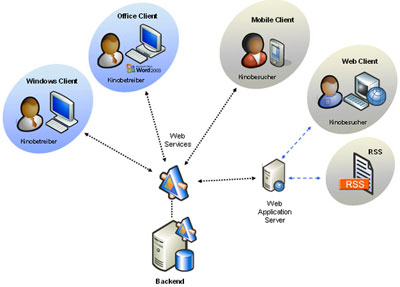 Office Client
Word2003
Kinobetreiber
Mobile Client
Kinobesucher
Windows Client
Kinobetreiber
Web Client
Kinobesucher
Web
Services
RSS
RSS
Web
Application
Server
Backend